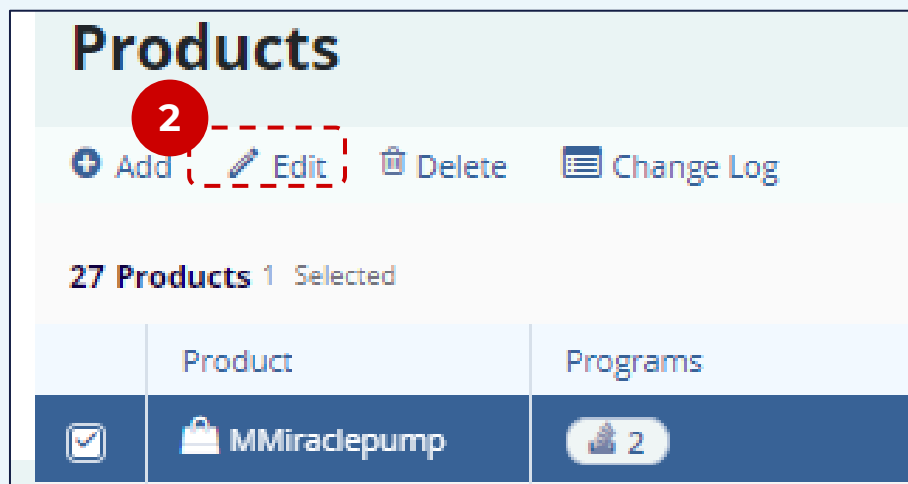 Products
2
Add Edit Delete Change Log
27 Products 1 Selected
Product Programs
MMiraclepump 2